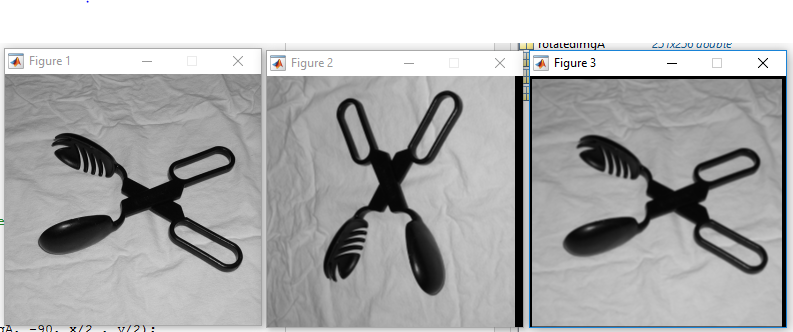 rotatedimgA 251x256 double
Figure 1
Figure 2
Figure 3
gA, -90, x/2 , y/2);